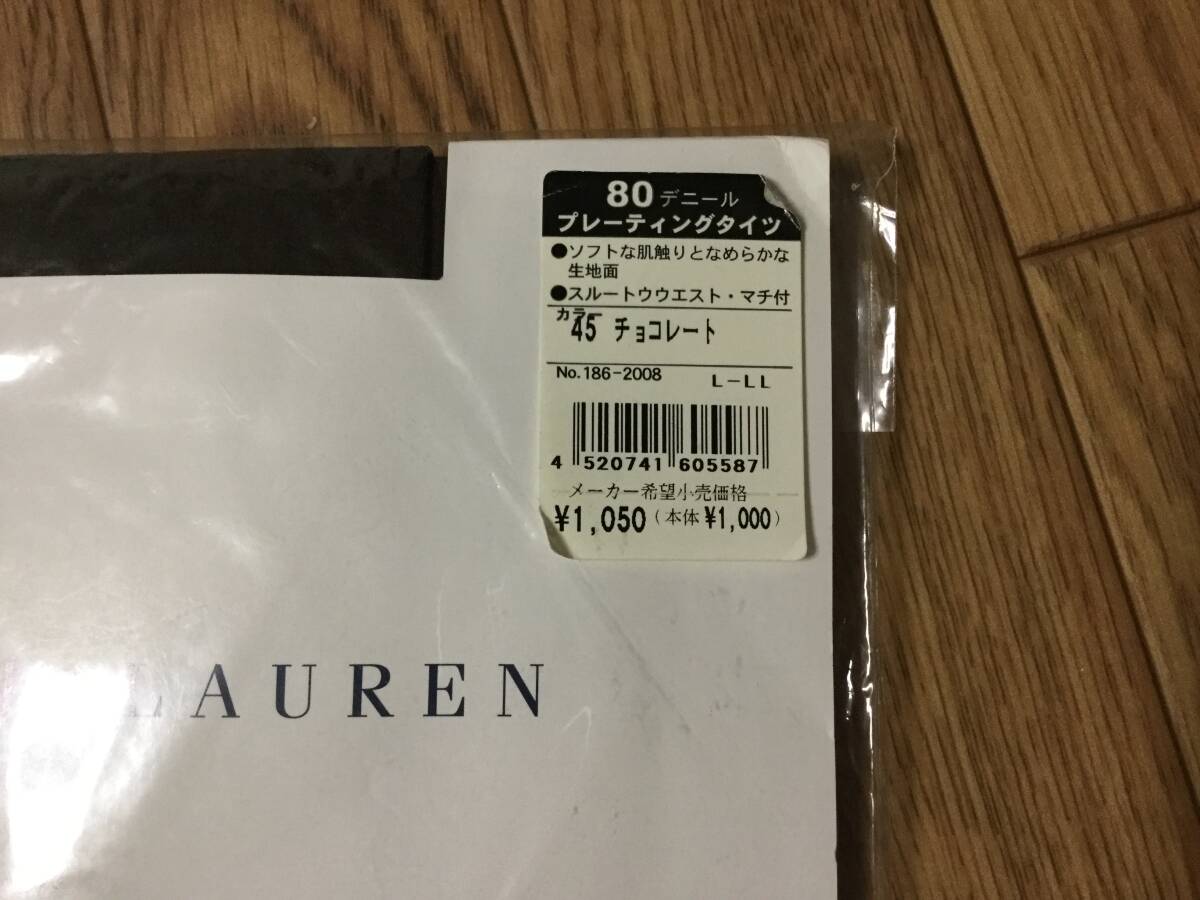 80 デニール
プレーティングタイツ
●ソフトな肌触りとなめらかな
生地面
●スルートウウエスト・マチ付
カラー
45 チョコレート
No.186-2008 L-LL
4 520741 605587
メーカー希望小売価格
¥1,050 (本体 ¥1,000)
LAUREN